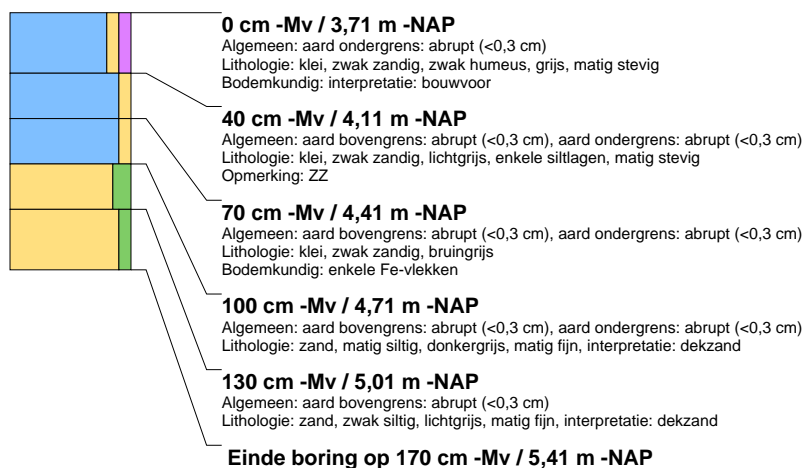 0 cm -Mv / 3,71 m -NAP
Algemeen: aard ondergrens: abrupt (<0,3 cm)
Lithologie: klei, zwak zandig, zwak humeus, grijs, matig stevig
Bodemkundig: interpretatie: bouwvoor
40 cm -Mv / 4,11 m -NAP
Algemeen: aard bovengrens: abrupt (<0,3 cm), aard ondergrens: abrupt (<0,3 cm)
Lithologie: klei, zwak zandig, lichtgrijs, enkele siltlagen, matig stevig
Opmerking: ZZ
70 cm -Mv / 4,41 m -NAP
Algemeen: aard bovengrens: abrupt (<0,3 cm), aard ondergrens: abrupt (<0,3 cm)
Lithologie: klei, zwak zandig, bruingrijs
Bodemkundig: enkele Fe-vlekken
100 cm -Mv / 4,71 m -NAP
Algemeen: aard bovengrens: abrupt (<0,3 cm), aard ondergrens: abrupt (<0,3 cm)
Lithologie: zand, matig siltig, donkergrijs, matig fijn, interpretatie: dekzand
130 cm -Mv / 5,01 m -NAP
Algemeen: aard bovengrens: abrupt (<0,3 cm)
Lithologie: zand, zwak siltig, lichtgrijs, matig fijn, interpretatie: dekzand
Einde boring op 170 cm -Mv / 5,41 m -NAP